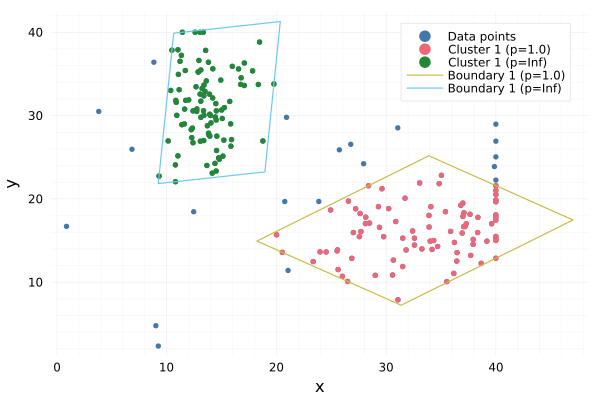 40
30
20
10
0
10
20
30
40
x
y
Data points
Cluster 1 (p=1.0)
Cluster 1 (p=Inf)
Boundary 1 (p=1.0)
Boundary 1 (p=Inf)